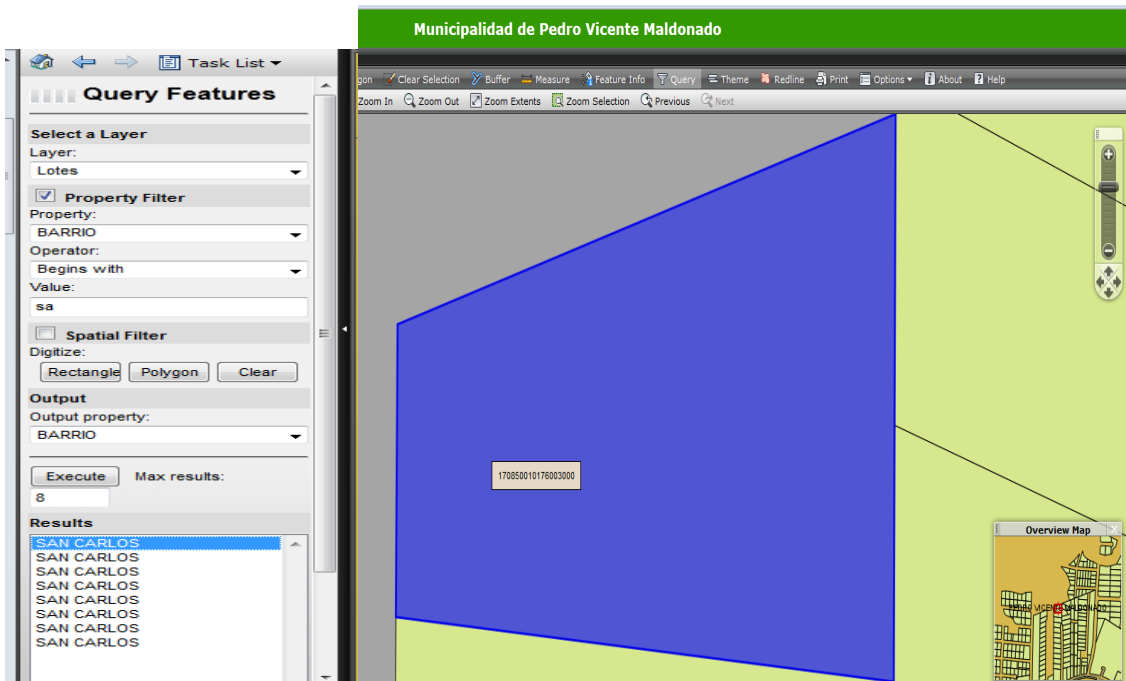 Municipalidad de Pedro Vicente Maldonado
Task List
gon Clear Selection Buffer Measure Feature Info Query Theme Redline Print Options About Help
Zoom In Zoom Out Zoom Extents Zoom Selection Previous Next
Query Features
Select a Layer
Layer:
Lotes
Property Filter
Property:
BARRIO
Operator:
Begins with
Value:
sa
Spatial Filter
Digitize:
Rectangle Polygon Clear
Output
Output property:
BARRIO
Execute Max results:
8
Results
SAN CARLOS
SAN CARLOS
SAN CARLOS
SAN CARLOS
SAN CARLOS
SAN CARLOS
SAN CARLOS
SAN CARLOS
170850010176003000
Overview Map
PEDRO VICENTE MALDONADO